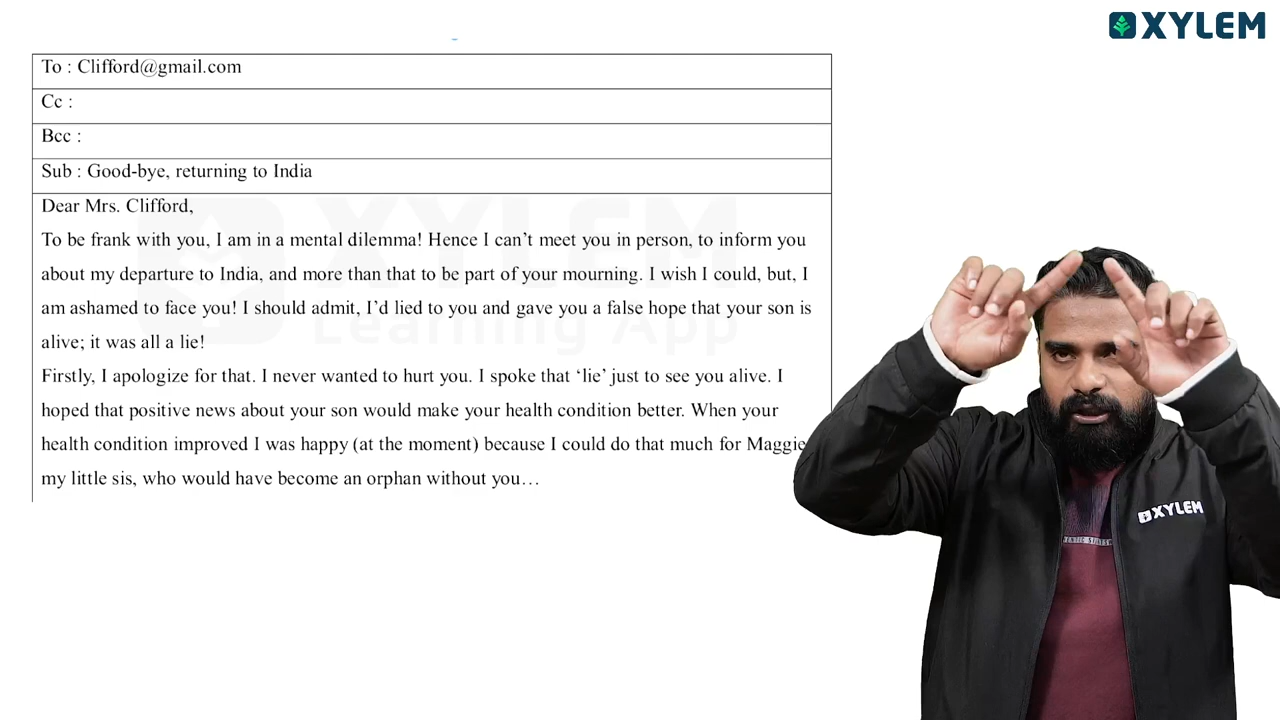 XYLEM
To : Clifford@gmail.com
Cc :
Bcc :
Sub : Good-bye, returning to India
Dear Mrs. Clifford,
To be frank with you, I am in a mental dilemma! Hence I can’t meet you in person, to inform you
about my departure to India, and more than that to be part of your mourning. I wish I could, but, I
am ashamed to face you! I should admit, I’d lied to you and gave you a false hope that your son is
alive; it was all a lie!
Firstly, I apologize for that. I never wanted to hurt you. I spoke that ‘lie’ just to see you alive. I
hoped that positive news about your son would make your health condition better. When your
health condition improved I was happy (at the moment) because I could do that much for Maggie
my little sis, who would have become an orphan without you…
XYLEM
Learning App
XYLEM